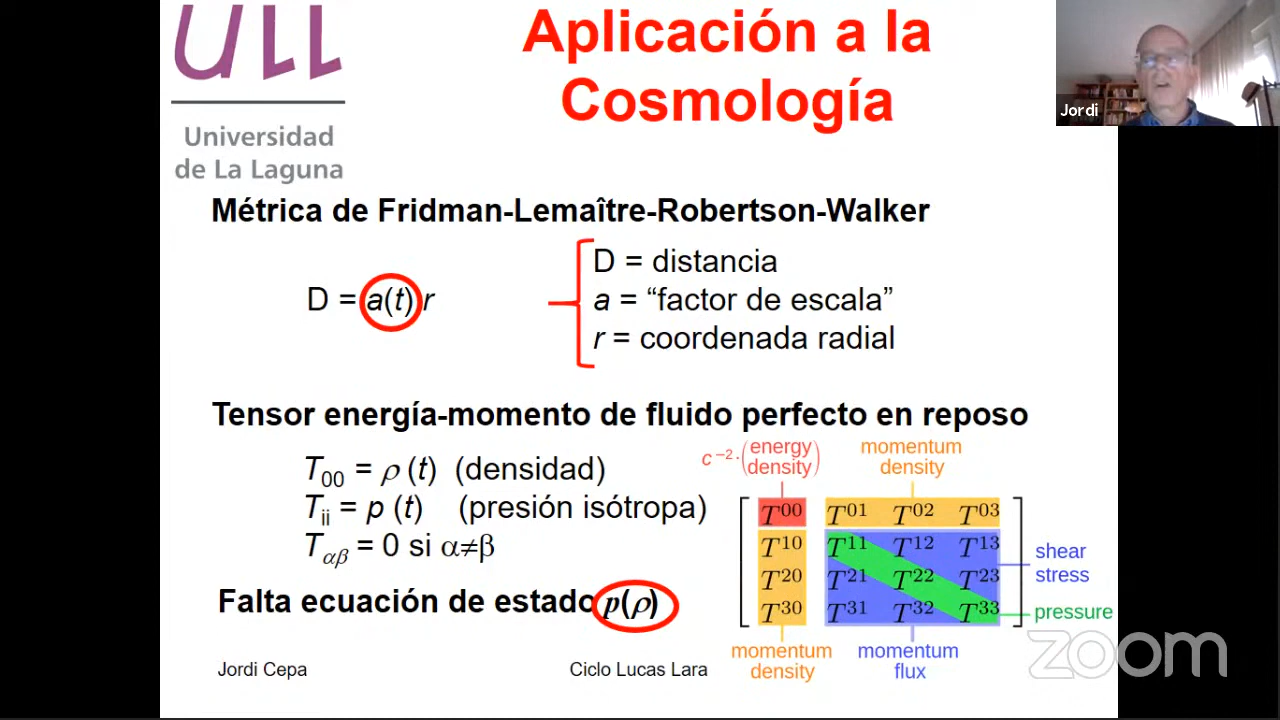 ULL
Universidad
de La Laguna
Aplicación a la
Cosmología
Jordi
Métrica de Fridman-Lemaître-Robertson-Walker
D = a(t) r
D = distancia
a = “factor de escala”
r = coordenada radial
Tensor energía-momento de fluido perfecto en reposo
T00 = ρ (t) (densidad)
Tii = p (t) (presión isótropa)
Tαβ = 0 si α≠β
Falta ecuación de estado p(ρ)
c⁻²·(energy density)
momentum
density
T⁰⁰ T⁰¹ T⁰² T⁰³
T¹⁰ T¹¹ T¹² T¹³
T²⁰ T²¹ T²² T²³
T³⁰ T³¹ T³² T³³
shear
stress
pressure
momentum
density
momentum
flux
zoom
Jordi Cepa
Ciclo Lucas Lara